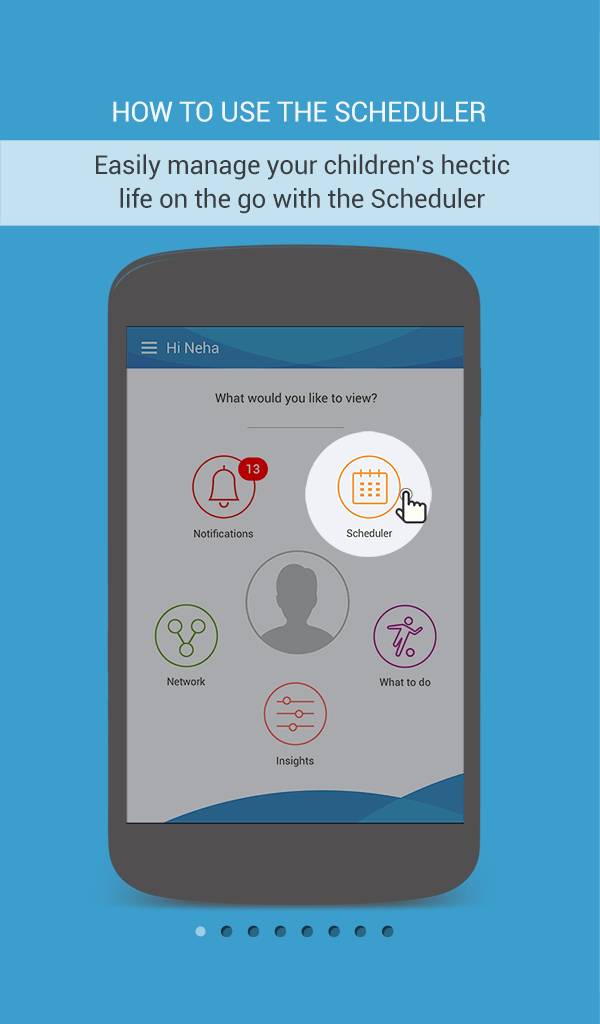 HOW TO USE THE SCHEDULER
Easily manage your children's hectic
life on the go with the Scheduler
Hi Neha
What would you like to view?
13
Notifications
Scheduler
Network
What to do
Insights